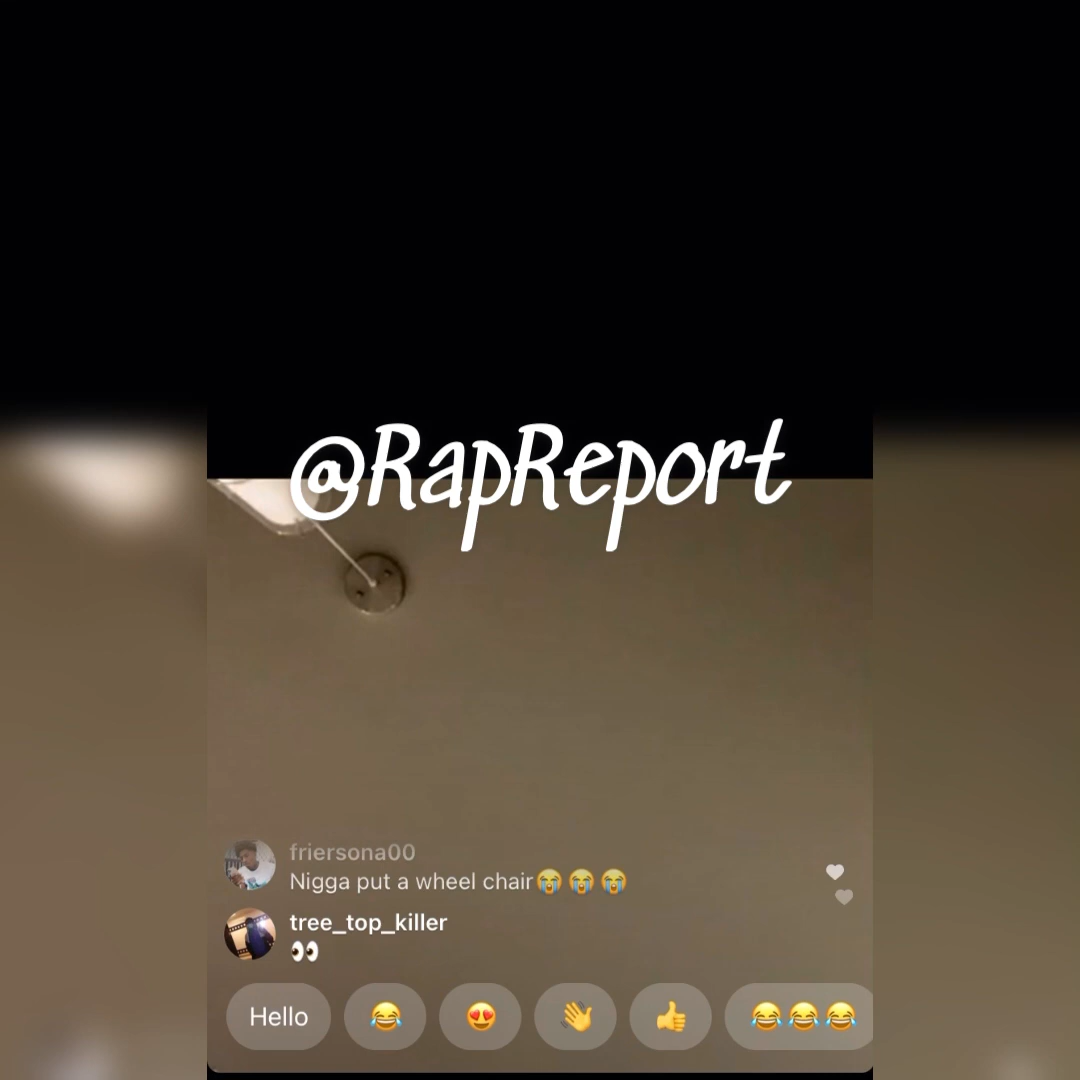 @RapReport
friersona00
Nigga put a wheel chair😭😭😭
tree_top_killer
👀
Hello 😂 😍 👋 👍 😂😂😂